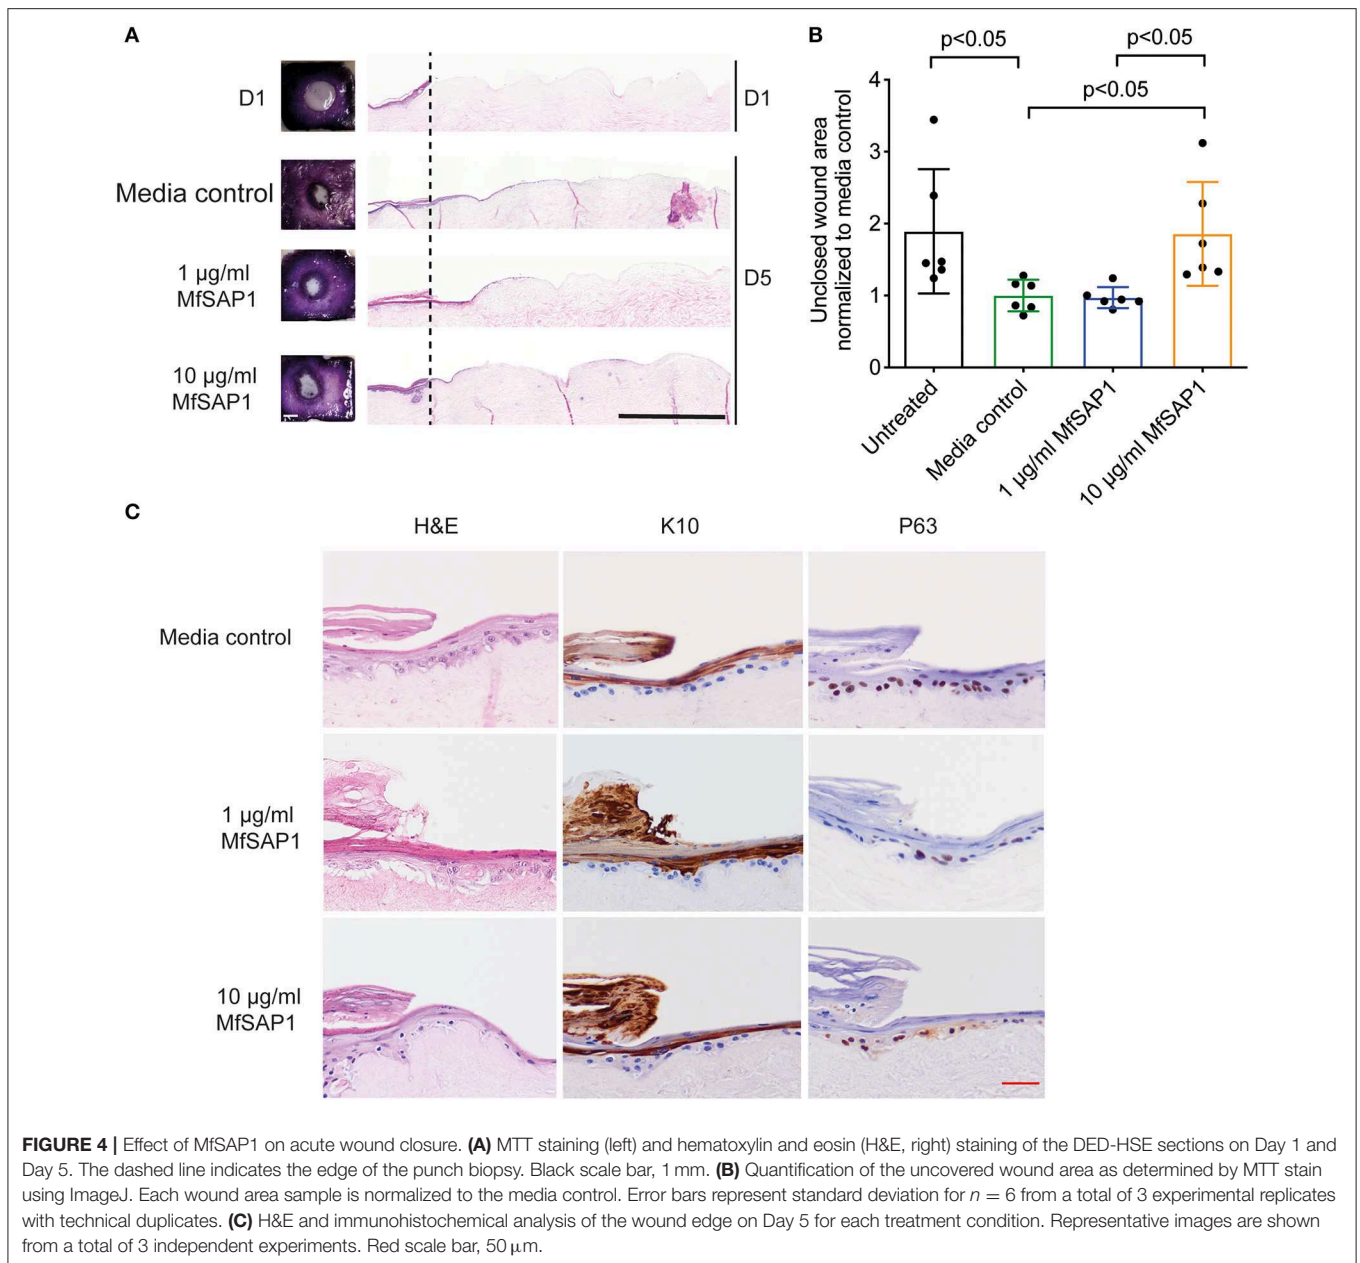 A
D1
Media control
1 µg/ml
MfSAP1
10 µg/ml
MfSAP1
D1
D5
B
p<0.05
p<0.05
p<0.05
Unclosed wound area
normalized to media control
4
3
2
1
0
Untreated
Media control
1 µg/ml MfSAP1
10 µg/ml MfSAP1
C
H&E
K10
P63
Media control
1 µg/ml
MfSAP1
10 µg/ml
MfSAP1
FIGURE 4 | Effect of MfSAP1 on acute wound closure. (A) MTT staining (left) and hematoxylin and eosin (H&E, right) staining of the DED-HSE sections on Day 1 and
Day 5. The dashed line indicates the edge of the punch biopsy. Black scale bar, 1 mm. (B) Quantification of the uncovered wound area as determined by MTT stain
using ImageJ. Each wound area sample is normalized to the media control. Error bars represent standard deviation for n = 6 from a total of 3 experimental replicates
with technical duplicates. (C) H&E and immunohistochemical analysis of the wound edge on Day 5 for each treatment condition. Representative images are shown
from a total of 3 independent experiments. Red scale bar, 50 µm.